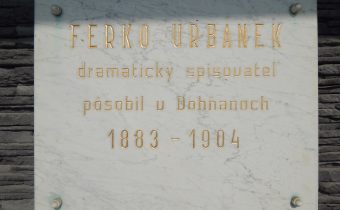 FERKO URBÁNEK
dramatický spisovateľ
pôsobil v Dohňanoch
1883 - 1904